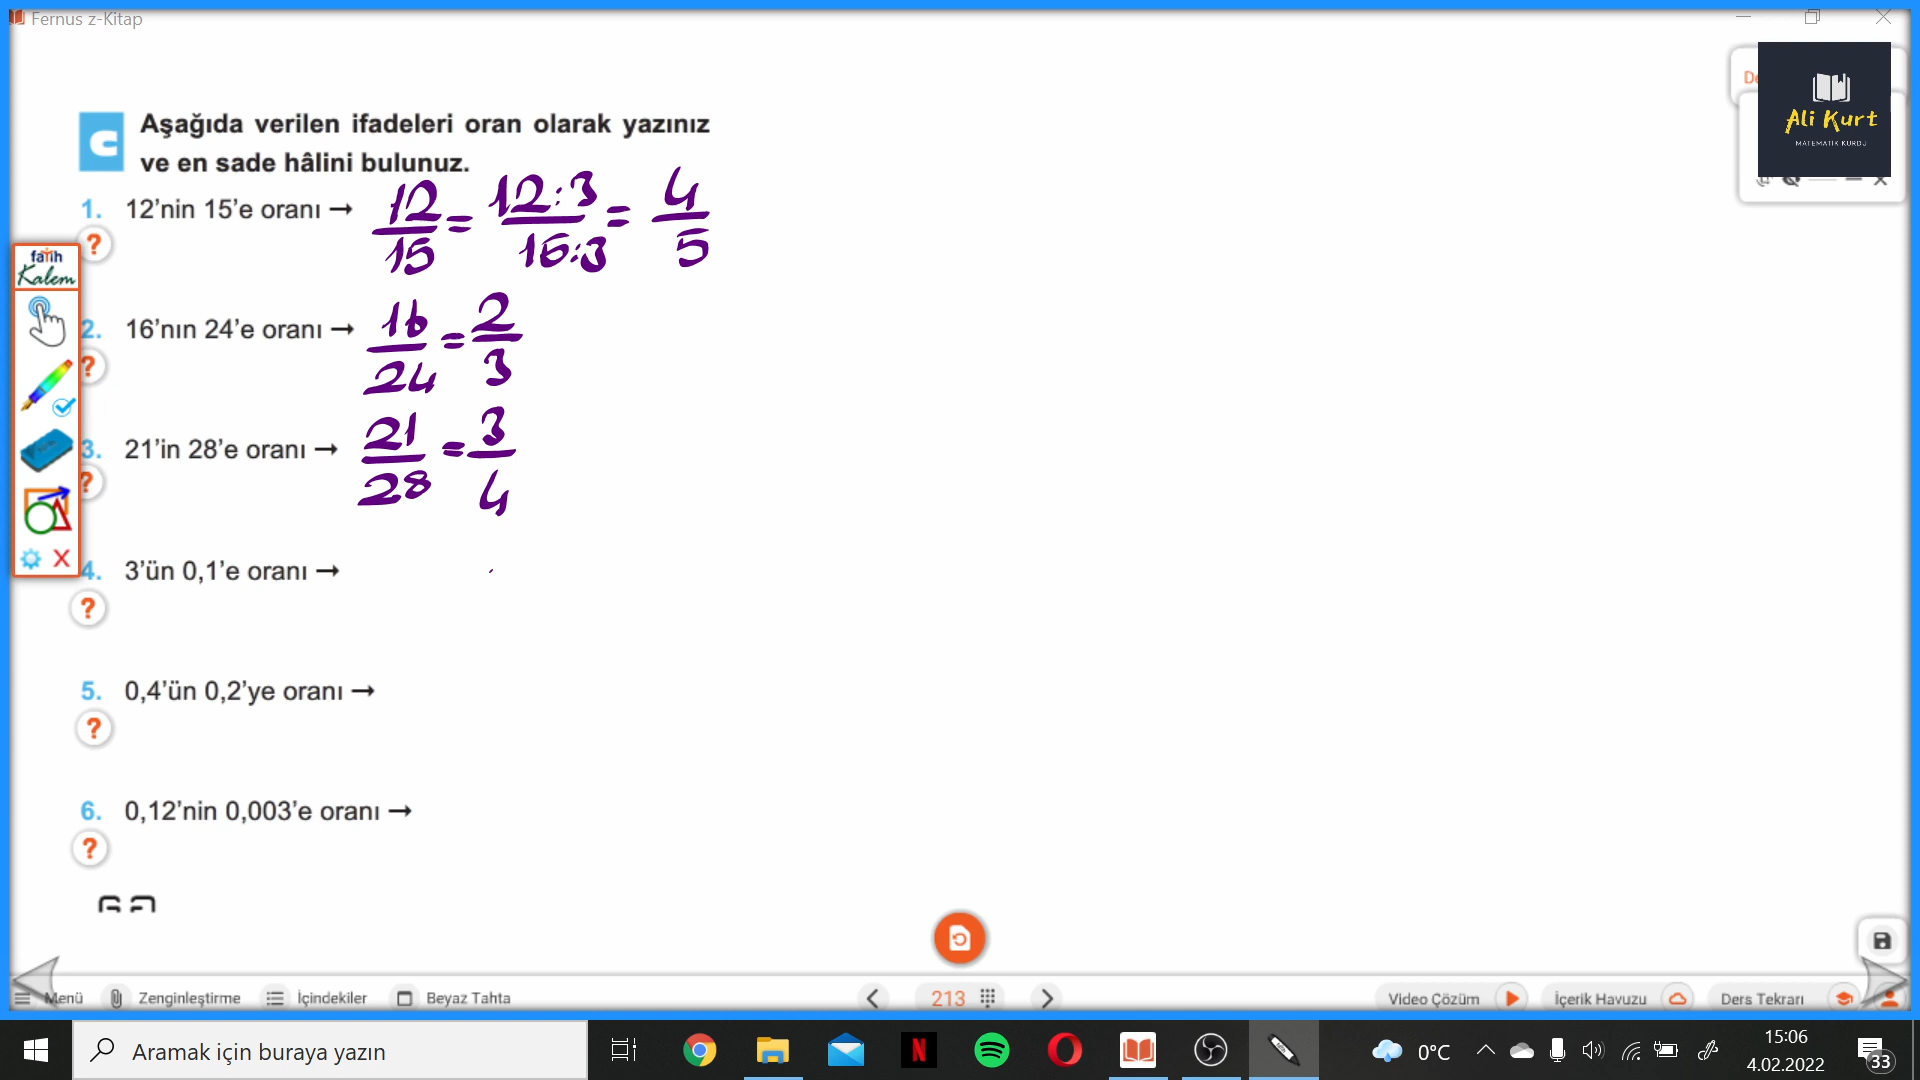 Fernus z-Kitap
De
Ali Kurt
MATEMATİK KURDU
C Aşağıda verilen ifadeleri oran olarak yazınız
ve en sade hâlini bulunuz.
1. 12'nin 15'e oranı → 12/15 = 12:3/15:3 = 4/5
?
fatih
Kalem
2. 16'nın 24'e oranı → 16/24 = 2/3
?
3. 21'in 28'e oranı → 21/28 = 3/4
?
4. 3'ün 0,1'e oranı →
?
5. 0,4'ün 0,2'ye oranı →
?
6. 0,12'nin 0,003'e oranı →
?
Menü Zenginleştirme İçindekiler Beyaz Tahta 213 Video Çözüm İçerik Havuzu Ders Tekrarı
Aramak için buraya yazın
0°C
15:06
4.02.2022
33